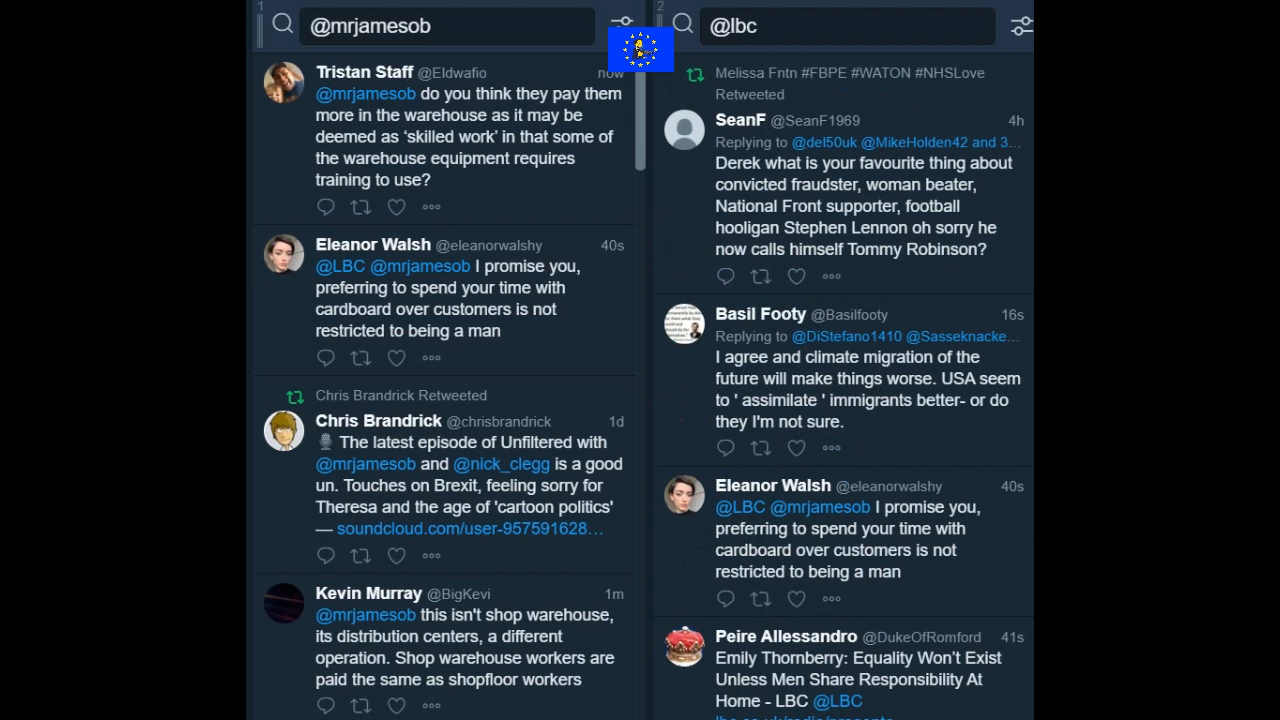 1
@mrjamesob
Tristan Staff @Eldwafio now
@mrjamesob do you think they pay them
more in the warehouse as it may be
deemed as ‘skilled work’ in that some of
the warehouse equipment requires
training to use?
Eleanor Walsh @eleanorwalshy 40s
@LBC @mrjamesob I promise you,
preferring to spend your time with
cardboard over customers is not
restricted to being a man
Chris Brandrick Retweeted
Chris Brandrick @chrisbrandrick 1d
The latest episode of Unfiltered with
@mrjamesob and @nick_clegg is a good
un. Touches on Brexit, feeling sorry for
Theresa and the age of 'cartoon politics'
— soundcloud.com/user-957591628…
Kevin Murray @BigKevi 1m
@mrjamesob this isn't shop warehouse,
its distribution centers, a different
operation. Shop warehouse workers are
paid the same as shopfloor workers
2
@lbc
Melissa Fntn #FBPE #WATON #NHSLove
Retweeted
SeanF @SeanF1969 4h
Replying to @del50uk @MikeHolden42 and 3…
Derek what is your favourite thing about
convicted fraudster, woman beater,
National Front supporter, football
hooligan Stephen Lennon oh sorry he
now calls himself Tommy Robinson?
Basil Footy @Basilfooty 16s
Replying to @DiStefano1410 @Sasseknacke…
I agree and climate migration of the
future will make things worse. USA seem
to ' assimilate ' immigrants better- or do
they I'm not sure.
Eleanor Walsh @eleanorwalshy 40s
@LBC @mrjamesob I promise you,
preferring to spend your time with
cardboard over customers is not
restricted to being a man
Peire Allessandro @DukeOfRomford 41s
Emily Thornberry: Equality Won’t Exist
Unless Men Share Responsibility At
Home - LBC @LBC